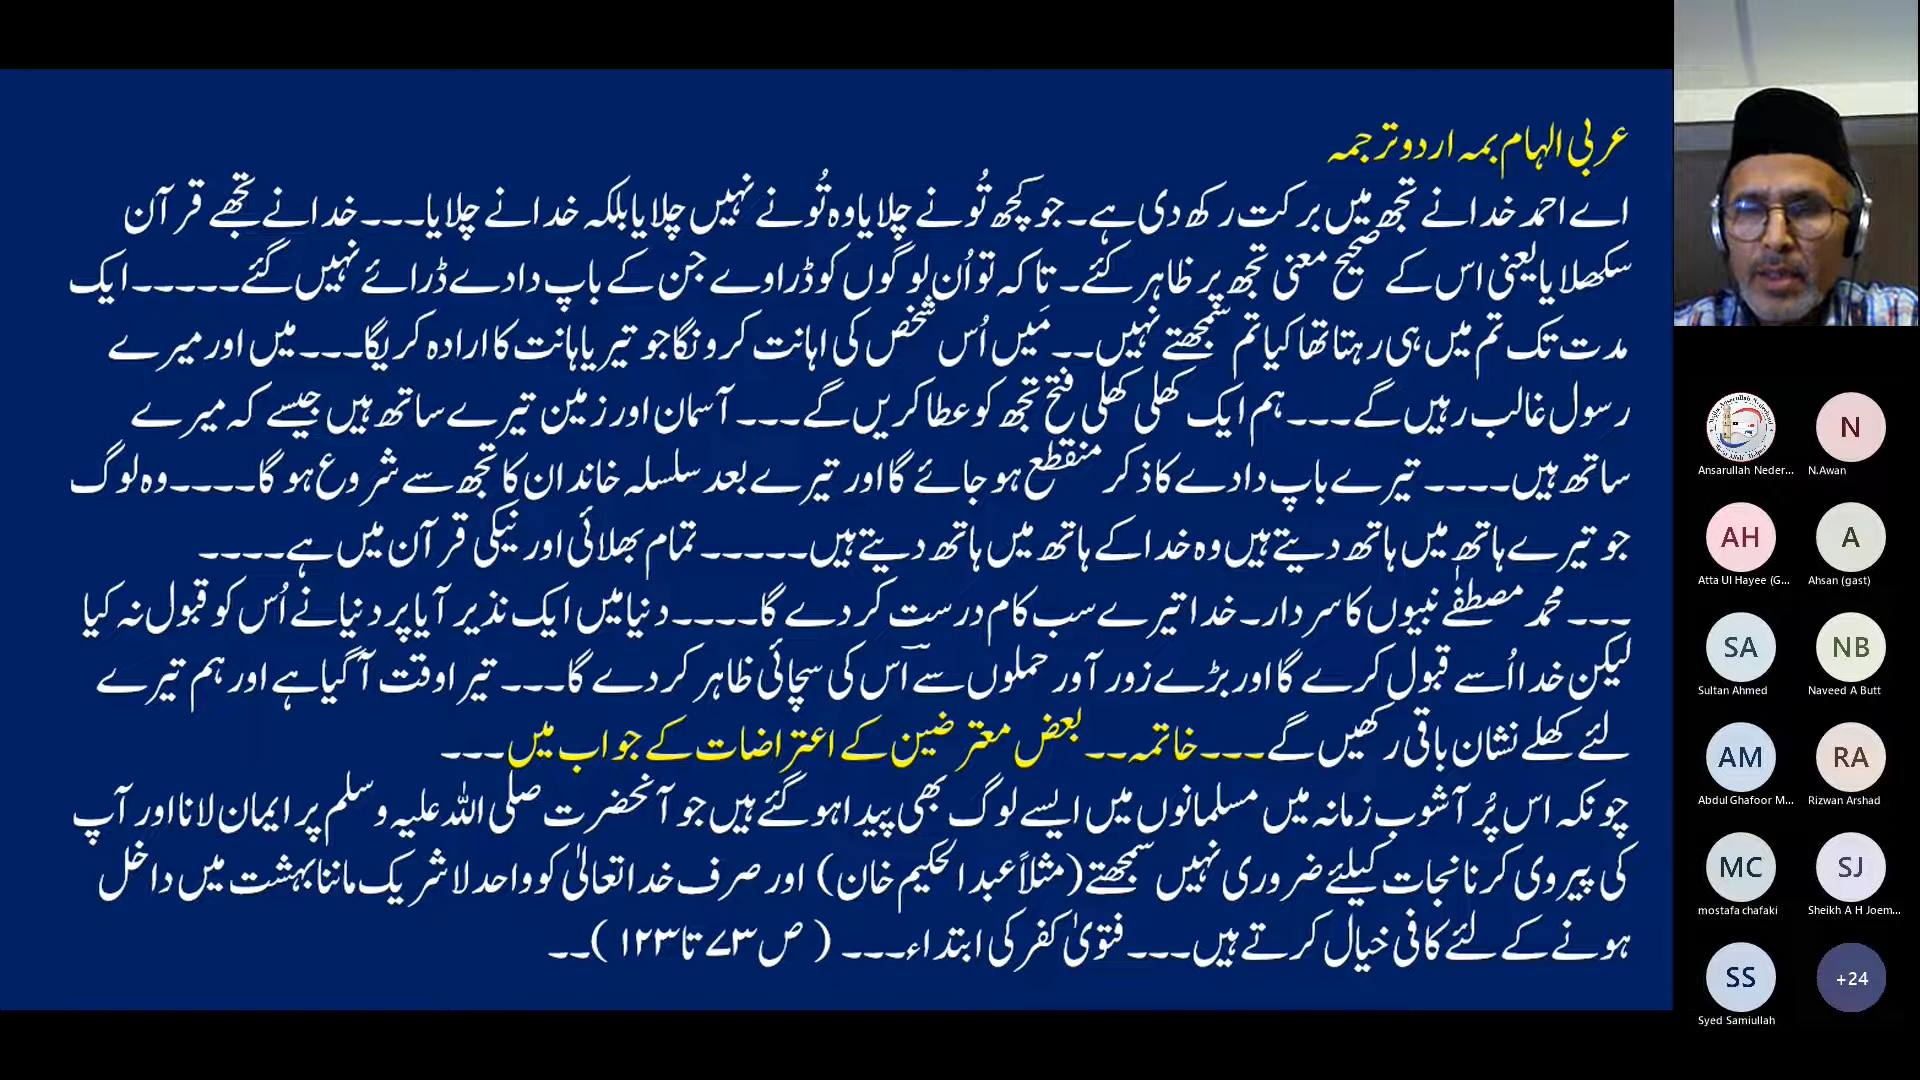 عربی الہام بمہ اردو ترجمہ
اے احمد خدا نے تجھ میں برکت رکھ دی ہے۔ جو کچھ تُو نے چلایا وہ تُو نے نہیں چلایا بلکہ خدا نے چلایا۔۔۔ خدا نے تجھے قرآن
سکھلایا یعنی اس کے صحیح معنی تجھ پر ظاہر کئے۔ تا کہ تو اُن لوگوں کو ڈراوے جن کے باپ دادے ڈرائے نہیں گئے۔۔۔۔۔ ایک
مدت تک تم میں ہی رہتا تھا کیا تم سمجھتے نہیں۔۔ مَیں اُس شخص کی اہانت کرونگا جو تیریاہانت کا ارادہ کریگا۔۔۔ میں اور میرے
رسول غالب رہیں گے۔۔۔ ہم ایک کھلی کھلی فتح تجھ کو عطا کریں گے۔۔۔ آسمان اور زمین تیرے ساتھ ہیں جیسے کہ میرے
ساتھ ہیں۔۔۔۔ تیرے باپ دادے کا ذکر منقطع ہو جائے گا اور تیرے بعد سلسلہ خاندان کا تجھ سے شروع ہو گا۔۔۔۔ وہ لوگ
جو تیرے ہاتھ میں ہاتھ دیتے ہیں وہ خدا کے ہاتھ میں ہاتھ دیتے ہیں۔۔۔۔۔ تمام بھلائی اور نیکی قرآن میں ہے۔۔۔۔
۔۔۔ محمد مصطفٰے نبیوں کا سردار۔ خدا تیرے سب کام درست کر دے گا۔۔۔۔ دنیا میں ایک نذیر آیا پر دنیا نے اُس کو قبول نہ کیا
لیکن خدا اُسے قبول کرے گا اور بڑے زور آور حملوں سے اس کی سچائی ظاہر کر دے گا۔۔۔ تیرا وقت آ گیا ہے اور ہم تیرے
لئے کھلے نشان باقی رکھیں گے۔۔۔ خاتمہ۔۔ بعض معترضین کے اعتراضات کے جواب میں۔۔۔
چونکہ اس پُر آشوب زمانہ میں مسلمانوں میں ایسے لوگ بھی پیدا ہو گئے ہیں جو آنحضرت صلی اللہ علیہ وسلم پر ایمان لانا اور آپ
کی پیروی کرنا نجات کیلئے ضروری نہیں سمجھتے (مثلاً عبدالحکیم خان) اور صرف خدا تعالیٰ کو واحد لا شریک ماننا بہشت میں داخل
ہونے کے لئے کافی خیال کرتے ہیں۔۔۔ فتویٰ کفر کی ابتداء۔۔۔ ( ص ۷۳ تا ۱۲۳ )۔۔
Ansarullah Neder...
N
N.Awan
AH
Atta Ul Hayee (G...
A
Ahsan (gast)
SA
Sultan Ahmed
NB
Naveed A Butt
AM
Abdul Ghafoor M...
RA
Rizwan Arshad
MC
mostafa chafaki
SJ
Sheikh A H Joem...
SS
Syed Samiullah
+24